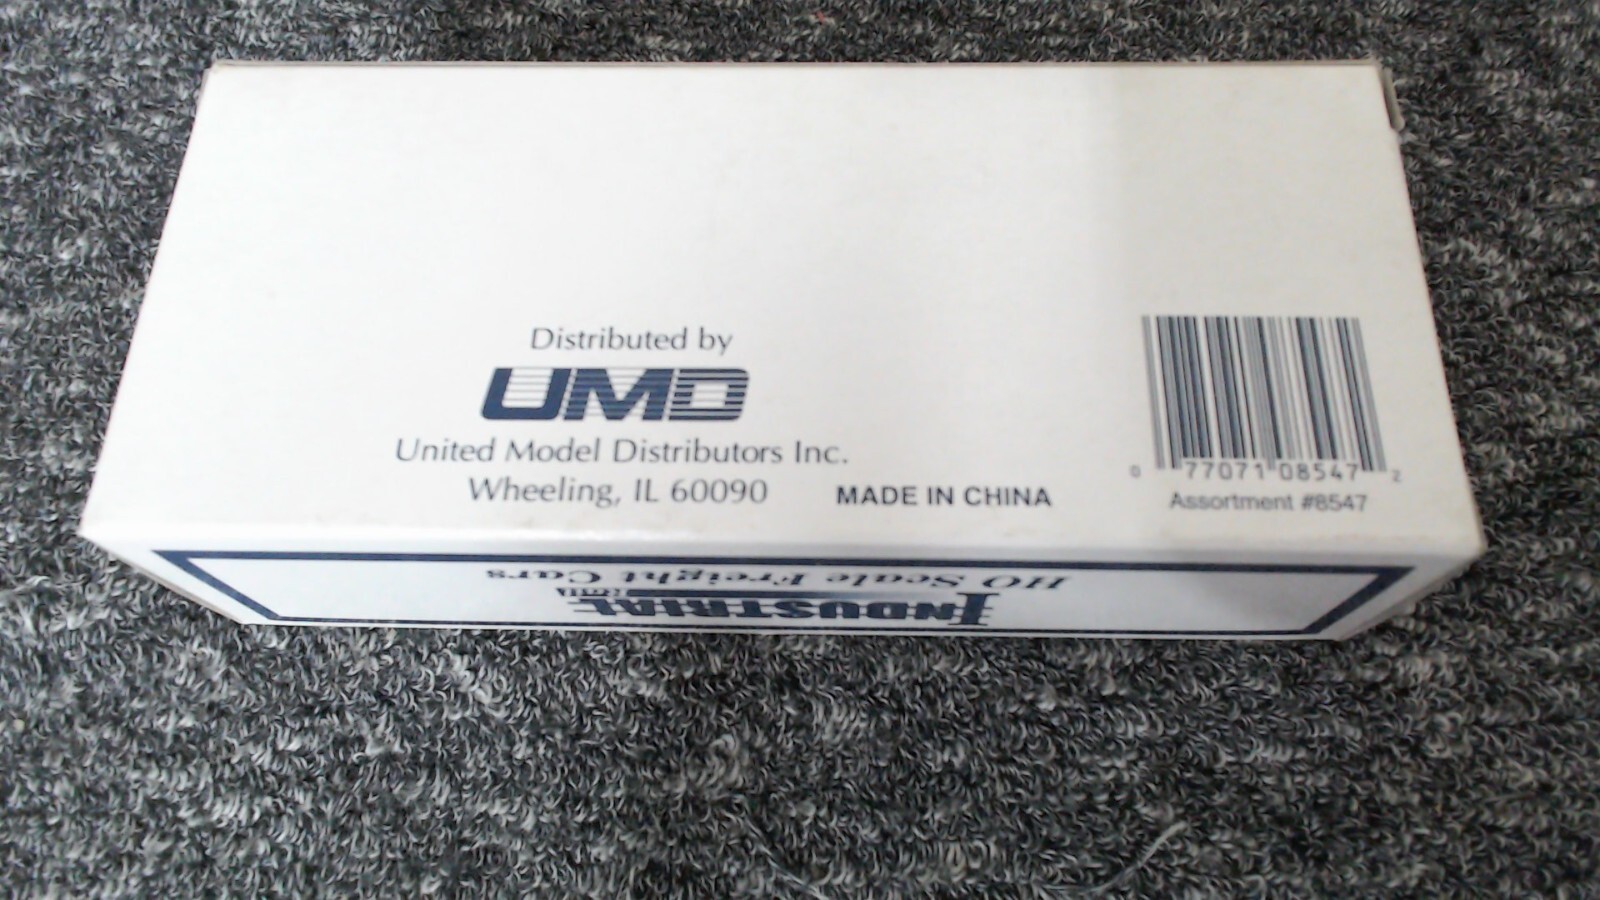 Distributed by
UMD
United Model Distributors Inc.
Wheeling, IL 60090
MADE IN CHINA
0 77071 08547 2
Assortment #8547
INDUSTRIAL
Rail
HO Scale Freight Cars